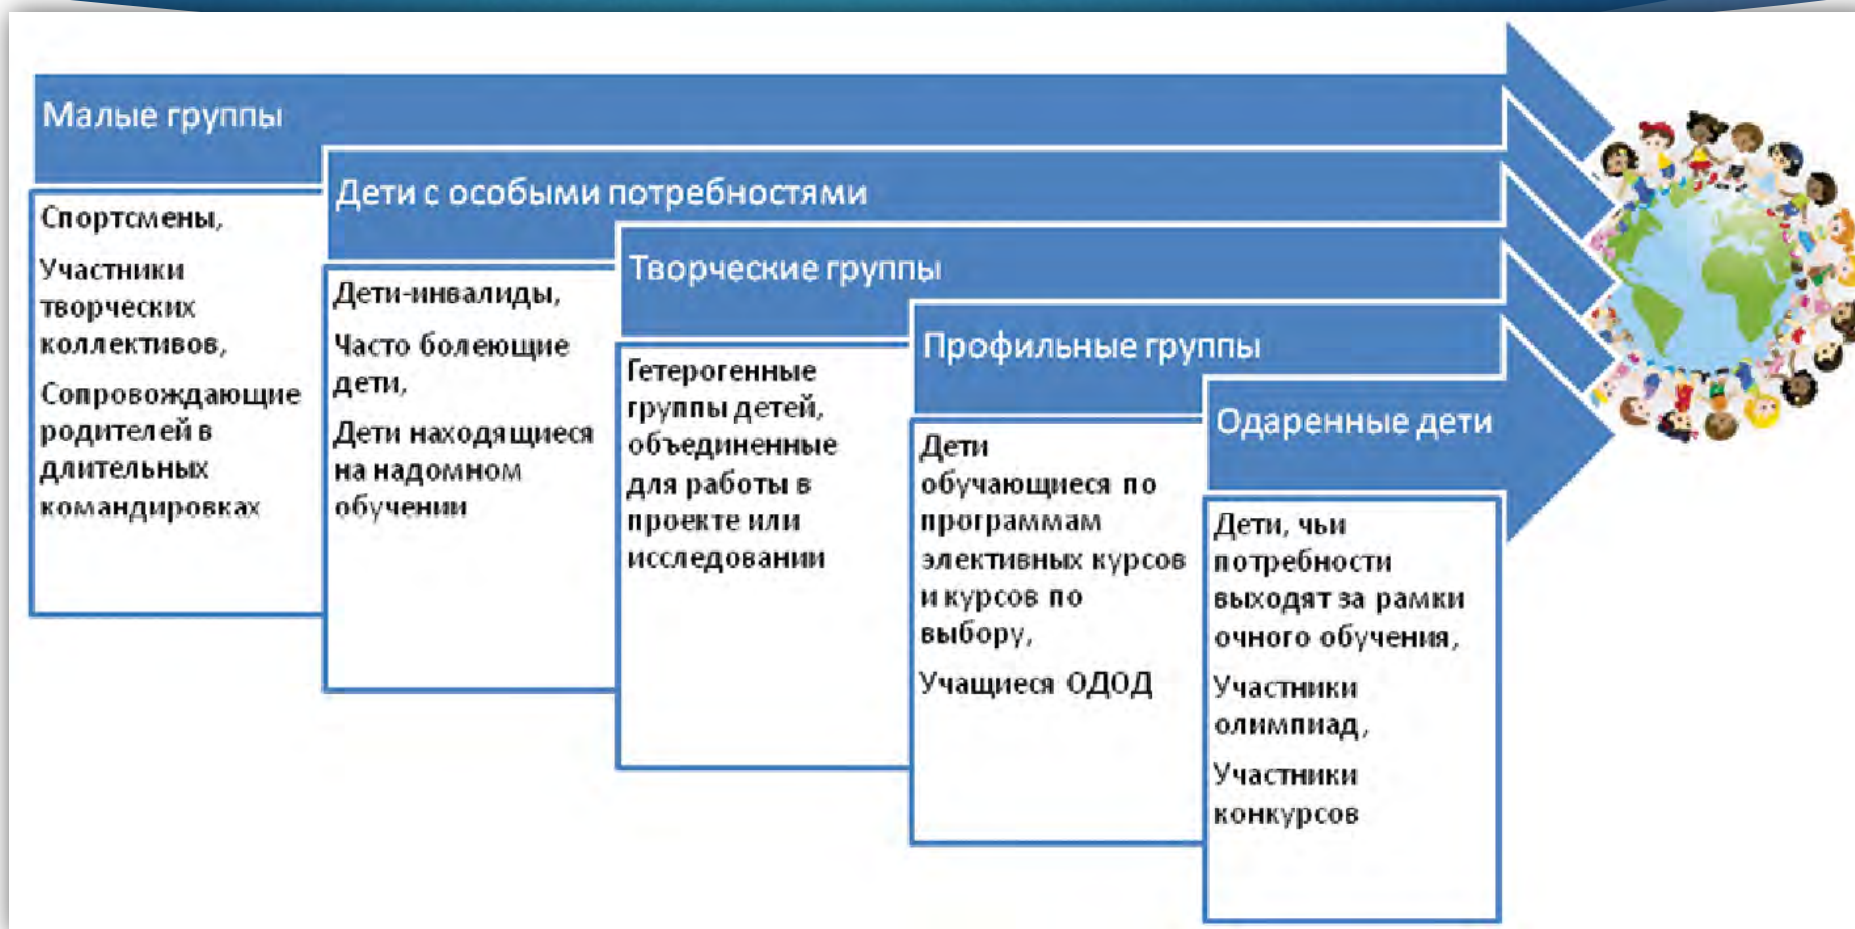 Малые группы
Спортсмены,
Участники
творческих
коллективов,
Сопровождающие
родителей в
длительных
командировках
Дети с особыми потребностями
Дети-инвалиды,
Часто болеющие
дети,
Дети находящиеся
на надомном
обучении
Творческие группы
Гетерогенные
группы детей,
объединенные
для работы в
проекте или
исследовании
Профильные группы
Дети
обучающиеся по
программам
элективных курсов
и курсов по
выбору,
Учащиеся ОДОД
Одаренные дети
Дети, чьи
потребности
выходят за рамки
очного обучения,
Участники
олимпиад,
Участники
конкурсов